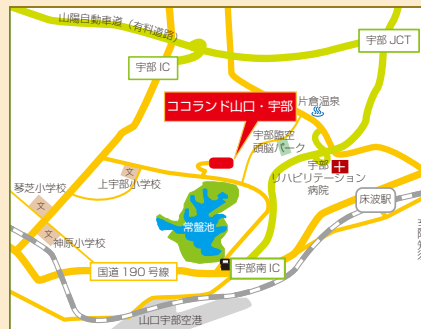 山陽自動車道（有料道路）
宇部 JCT
宇部 IC
ココランド山口・宇部
片倉温泉
宇部臨空
頭脳パーク
文
上宇部小学校
宇部
リハビリテーション
病院
琴芝小学校
文
床波駅
常盤池
文
神原小学校
国道 190 号線
宇部南 IC
山口宇部空港